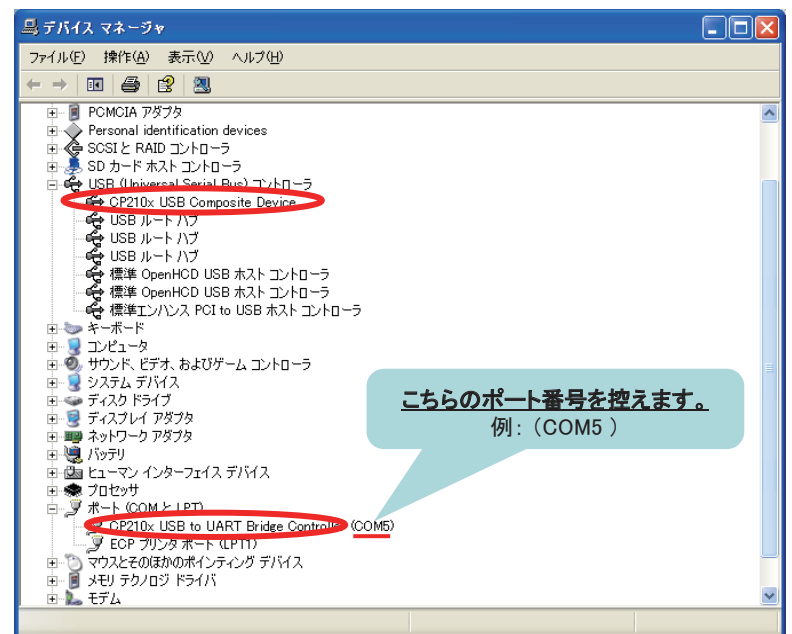 デバイス マネージャ
ファイル(F) 操作(A) 表示(V) ヘルプ(H)
PCMCIA アダプタ
Personal identification devices
SCSI と RAID コントローラ
SD カード ホスト コントローラ
USB (Universal Serial Bus) コントローラ
CP210x USB Composite Device
USB ルート ハブ
USB ルート ハブ
USB ルート ハブ
標準 OpenHCD USB ホスト コントローラ
標準 OpenHCD USB ホスト コントローラ
標準エンハンス PCI to USB ホスト コントローラ
キーボード
コンピュータ
サウンド、ビデオ、およびゲーム コントローラ
システム デバイス
ディスク ドライブ
ディスプレイ アダプタ
ネットワーク アダプタ
バッテリ
ヒューマン インターフェイス デバイス
プロセッサ
ポート (COM と LPT)
CP210x USB to UART Bridge Controller (COM5)
ECP プリンタ ポート (LPT1)
マウスとそのほかのポインティング デバイス
メモリ テクノロジ ドライバ
モデム
こちらのポート番号を控えます。
例:（COM5 ）